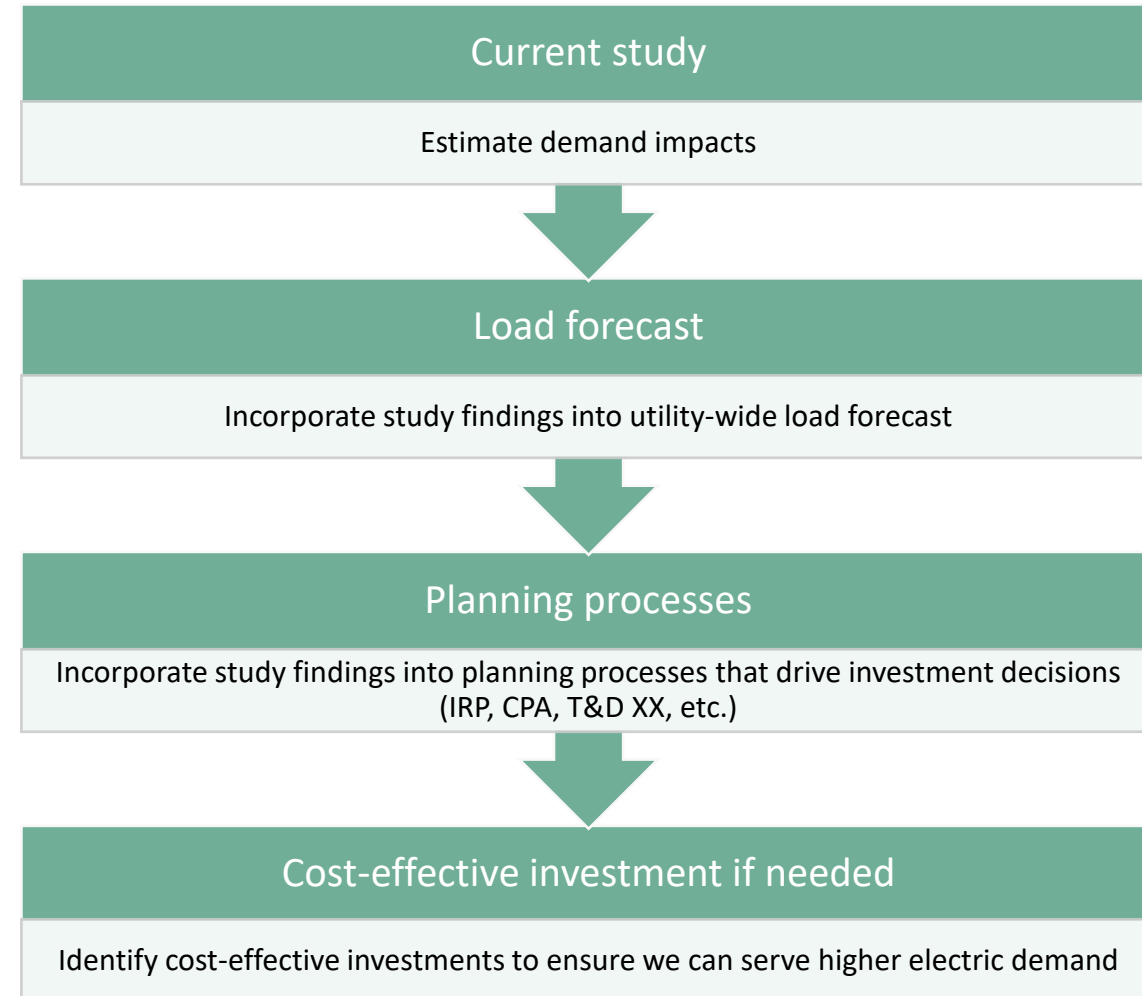 Current study
Estimate demand impacts
Load forecast
Incorporate study findings into utility-wide load forecast
Planning processes
Incorporate study findings into planning processes that drive investment decisions
(IRP, CPA, T&D XX, etc.)
Cost-effective investment if needed
Identify cost-effective investments to ensure we can serve higher electric demand